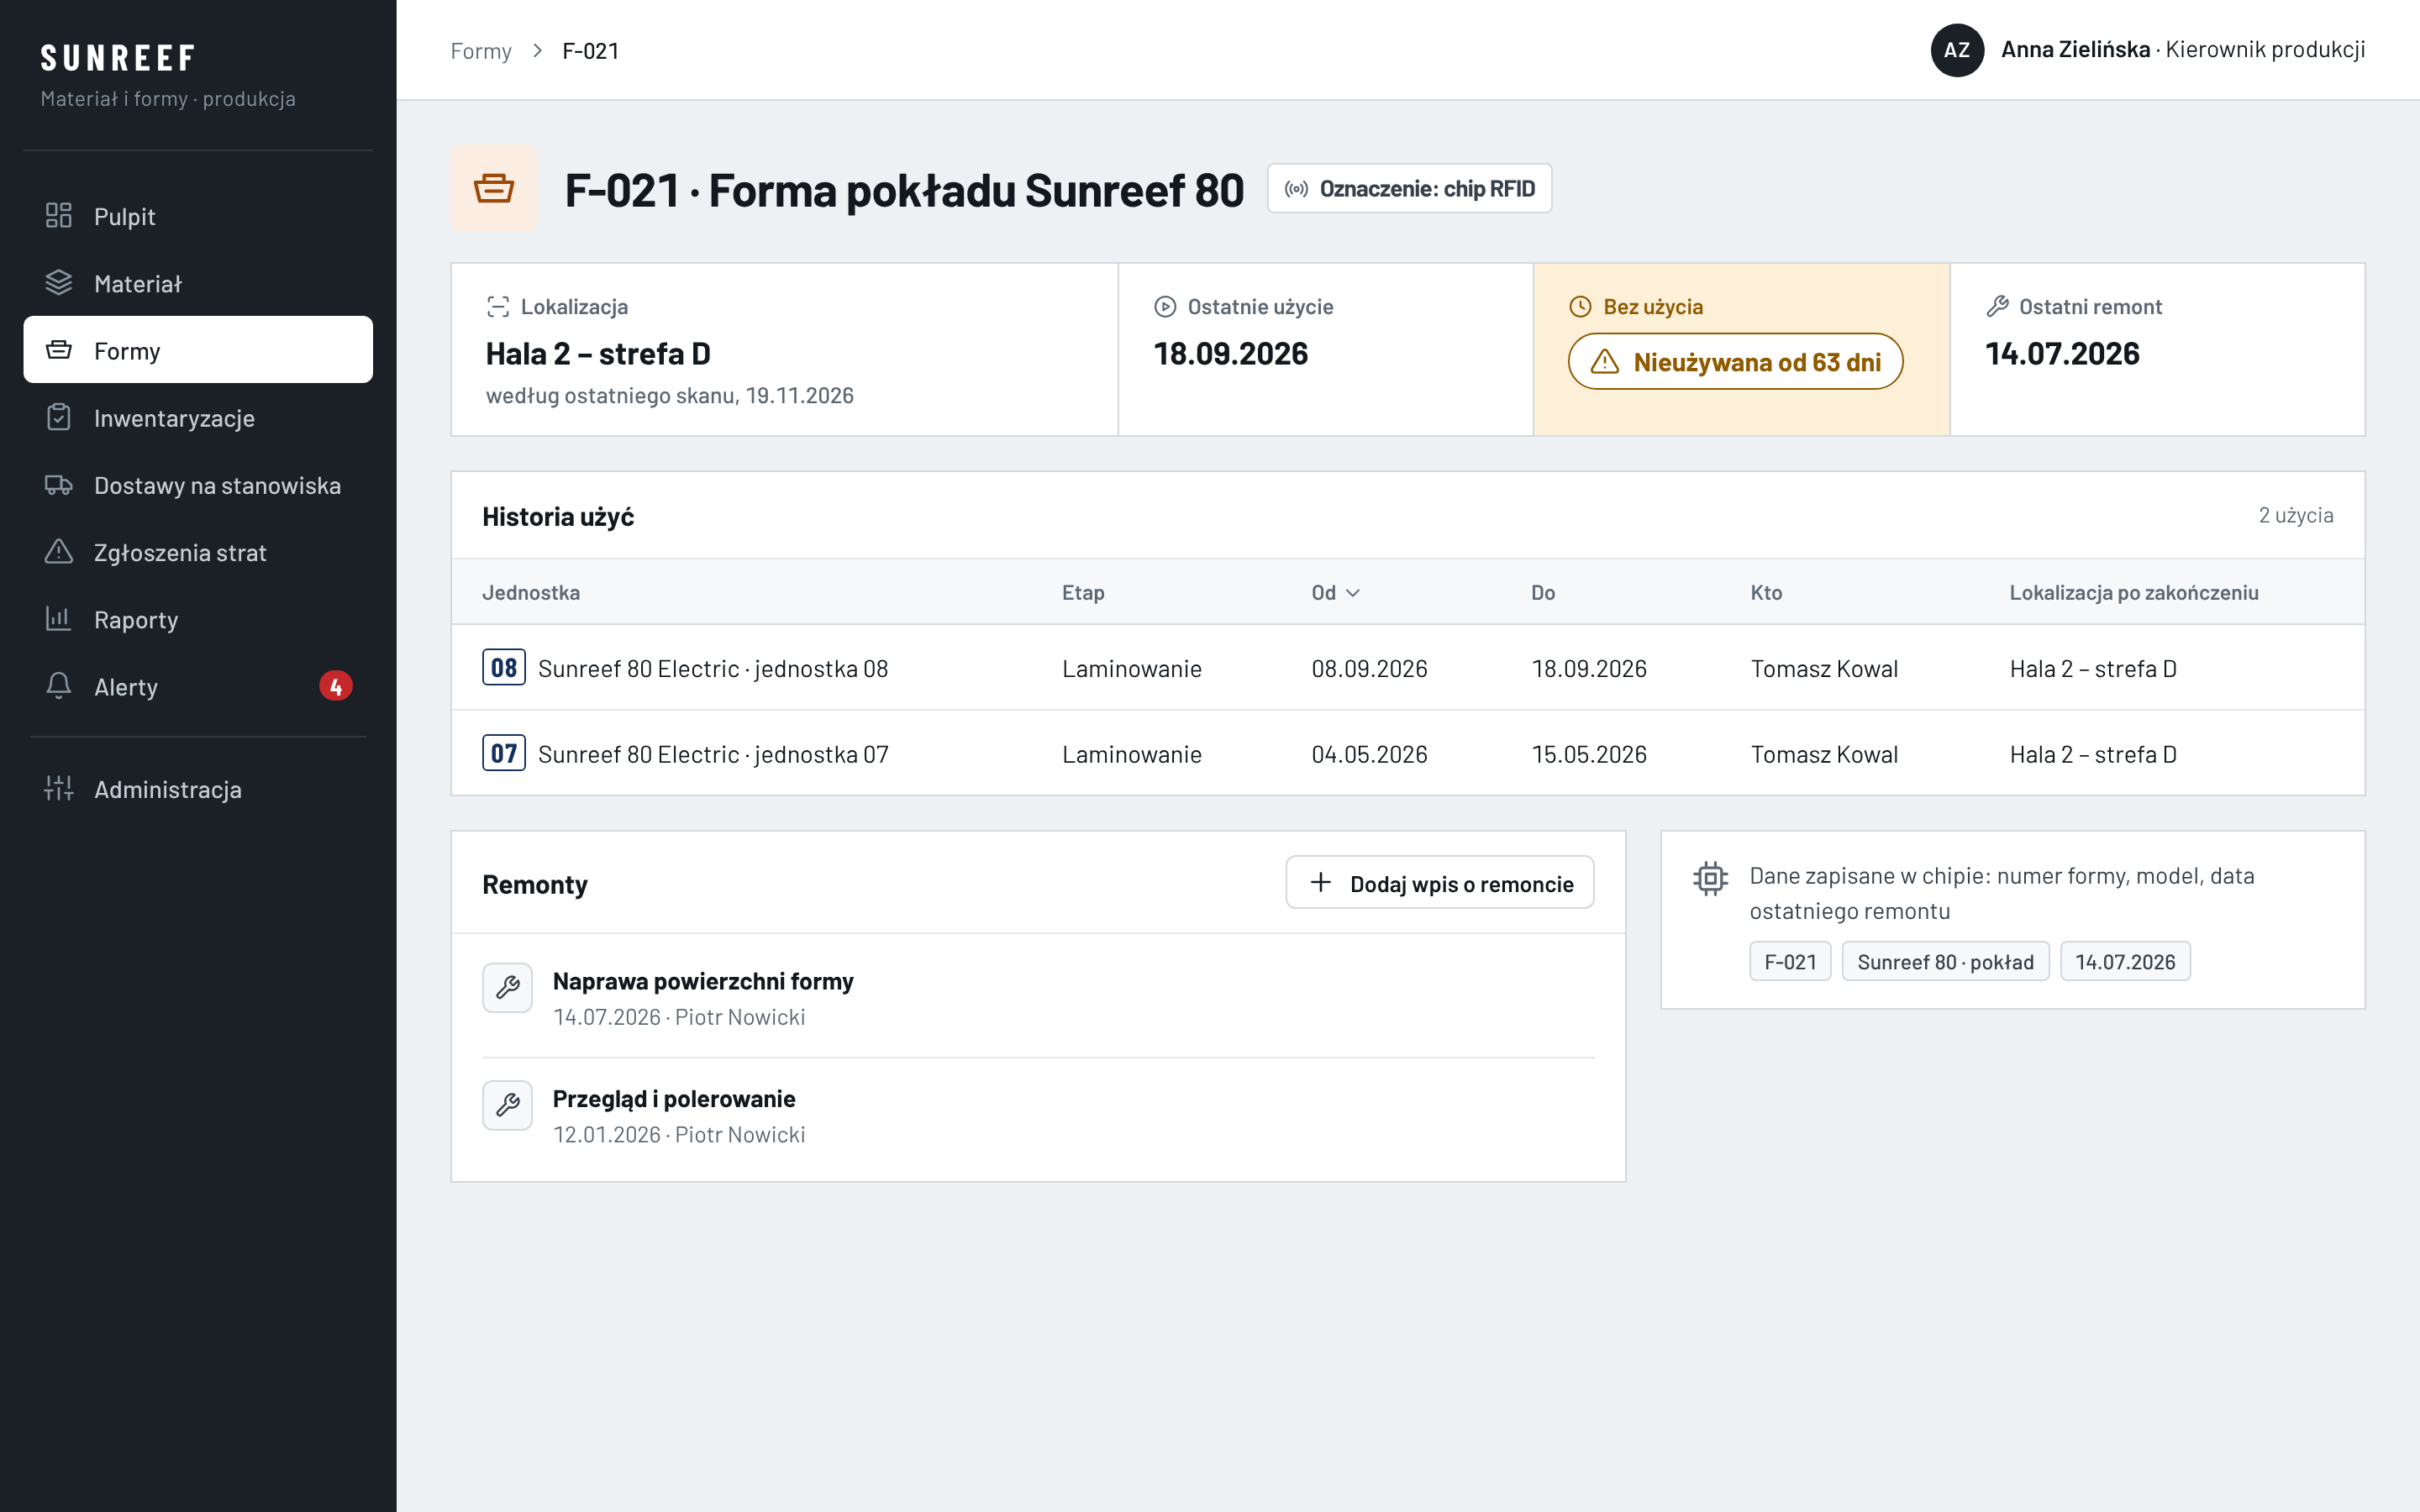 SUNREEF
Materiał i formy · produkcja
Pulpit
Materiał
Formy
Inwentaryzacje
Dostawy na stanowiska
Zgłoszenia strat
Raporty
Alerty 4
Administracja
Formy > F-021
AZ Anna Zielińska · Kierownik produkcji
F-021 · Forma pokładu Sunreef 80
Oznaczenie: chip RFID
Lokalizacja
Hala 2 – strefa D
według ostatniego skanu, 19.11.2026
Ostatnie użycie
18.09.2026
Bez użycia
Nieużywana od 63 dni
Ostatni remont
14.07.2026
Historia użyć
2 użycia
Jednostka Etap Od Do Kto Lokalizacja po zakończeniu
08 Sunreef 80 Electric · jednostka 08 Laminowanie 08.09.2026 18.09.2026 Tomasz Kowal Hala 2 – strefa D
07 Sunreef 80 Electric · jednostka 07 Laminowanie 04.05.2026 15.05.2026 Tomasz Kowal Hala 2 – strefa D
Remonty
Dodaj wpis o remoncie
Naprawa powierzchni formy
14.07.2026 · Piotr Nowicki
Przegląd i polerowanie
12.01.2026 · Piotr Nowicki
Dane zapisane w chipie: numer formy, model, data
ostatniego remontu
F-021 Sunreef 80 · pokład 14.07.2026